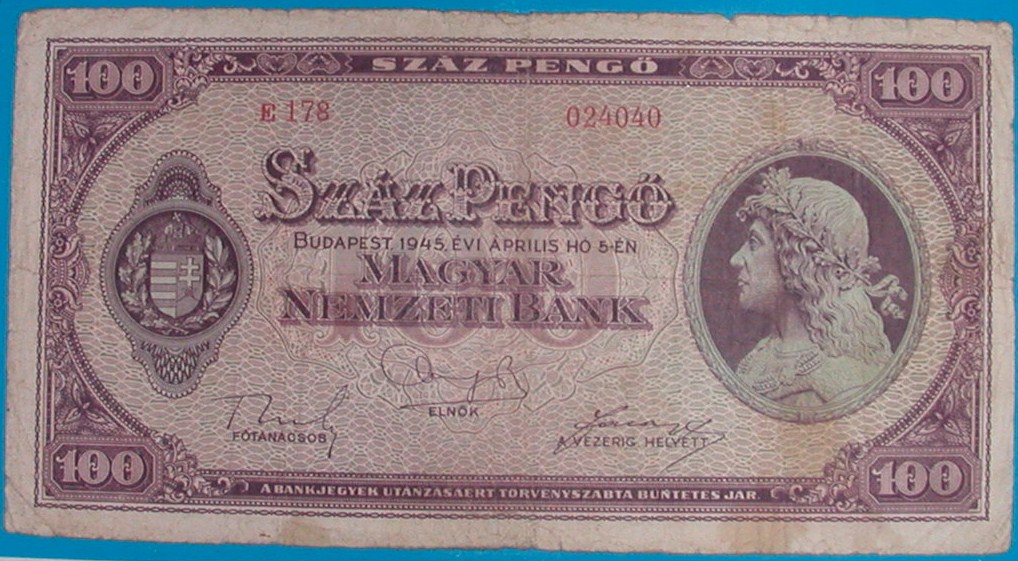 100 SZÁZ PENGŐ 100
E 178 024040
SZÁZ PENGŐ
BUDAPEST, 1945. ÉVI ÁPRILIS HÓ 5-ÉN
MAGYAR
NEMZETI BANK
100
ELNÖK
FŐTANÁCSOS A VEZÉRIG. HELYETT
100 100
A BANKJEGYEK UTÁNZÁSÁÉRT TÖRVÉNYSZABTA BÜNTETÉS JÁR.